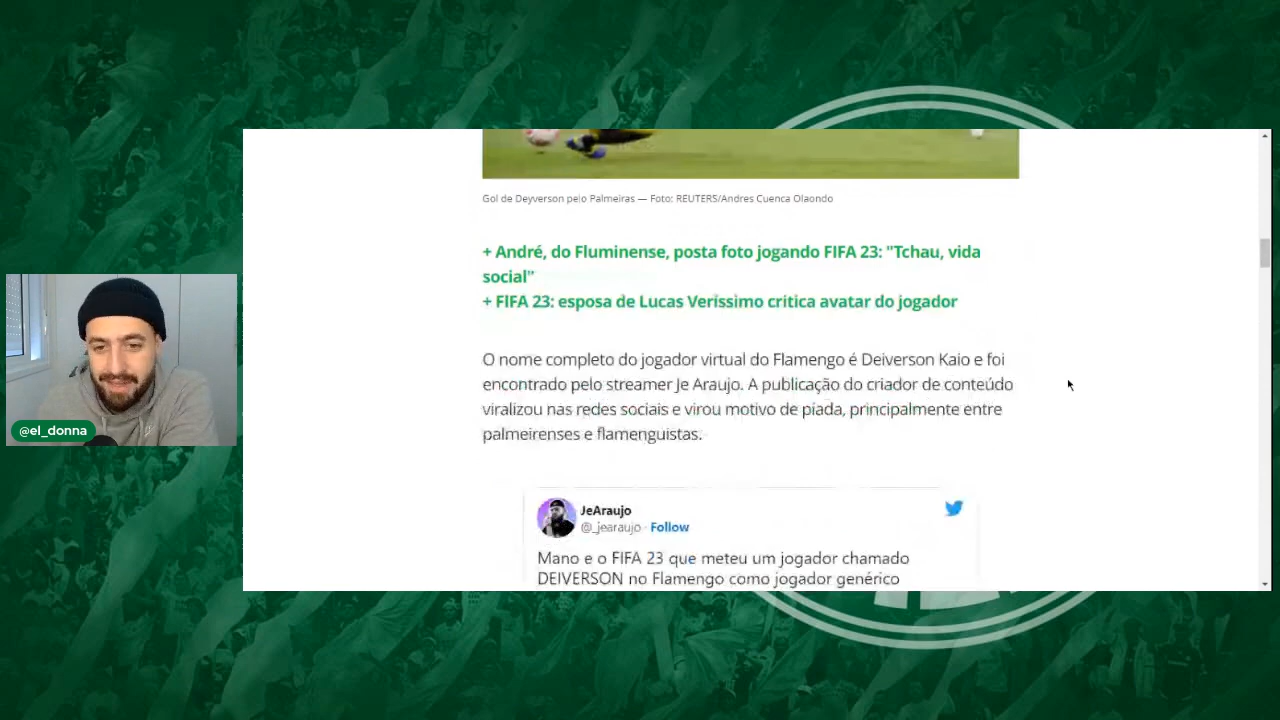 Gol de Deyverson pelo Palmeiras — Foto: REUTERS/Andres Cuenca Olaondo
+ André, do Fluminense, posta foto jogando FIFA 23: "Tchau, vida
social"
+ FIFA 23: esposa de Lucas Veríssimo critica avatar do jogador
O nome completo do jogador virtual do Flamengo é Deiverson Kaio e foi
encontrado pelo streamer Je Araujo. A publicação do criador de conteúdo
viralizou nas redes sociais e virou motivo de piada, principalmente entre
palmeirenses e flamenguistas.
@el_donna
JeAraujo
@_jearaujo · Follow
Mano e o FIFA 23 que meteu um jogador chamado
DEIVERSON no Flamengo como jogador genérico